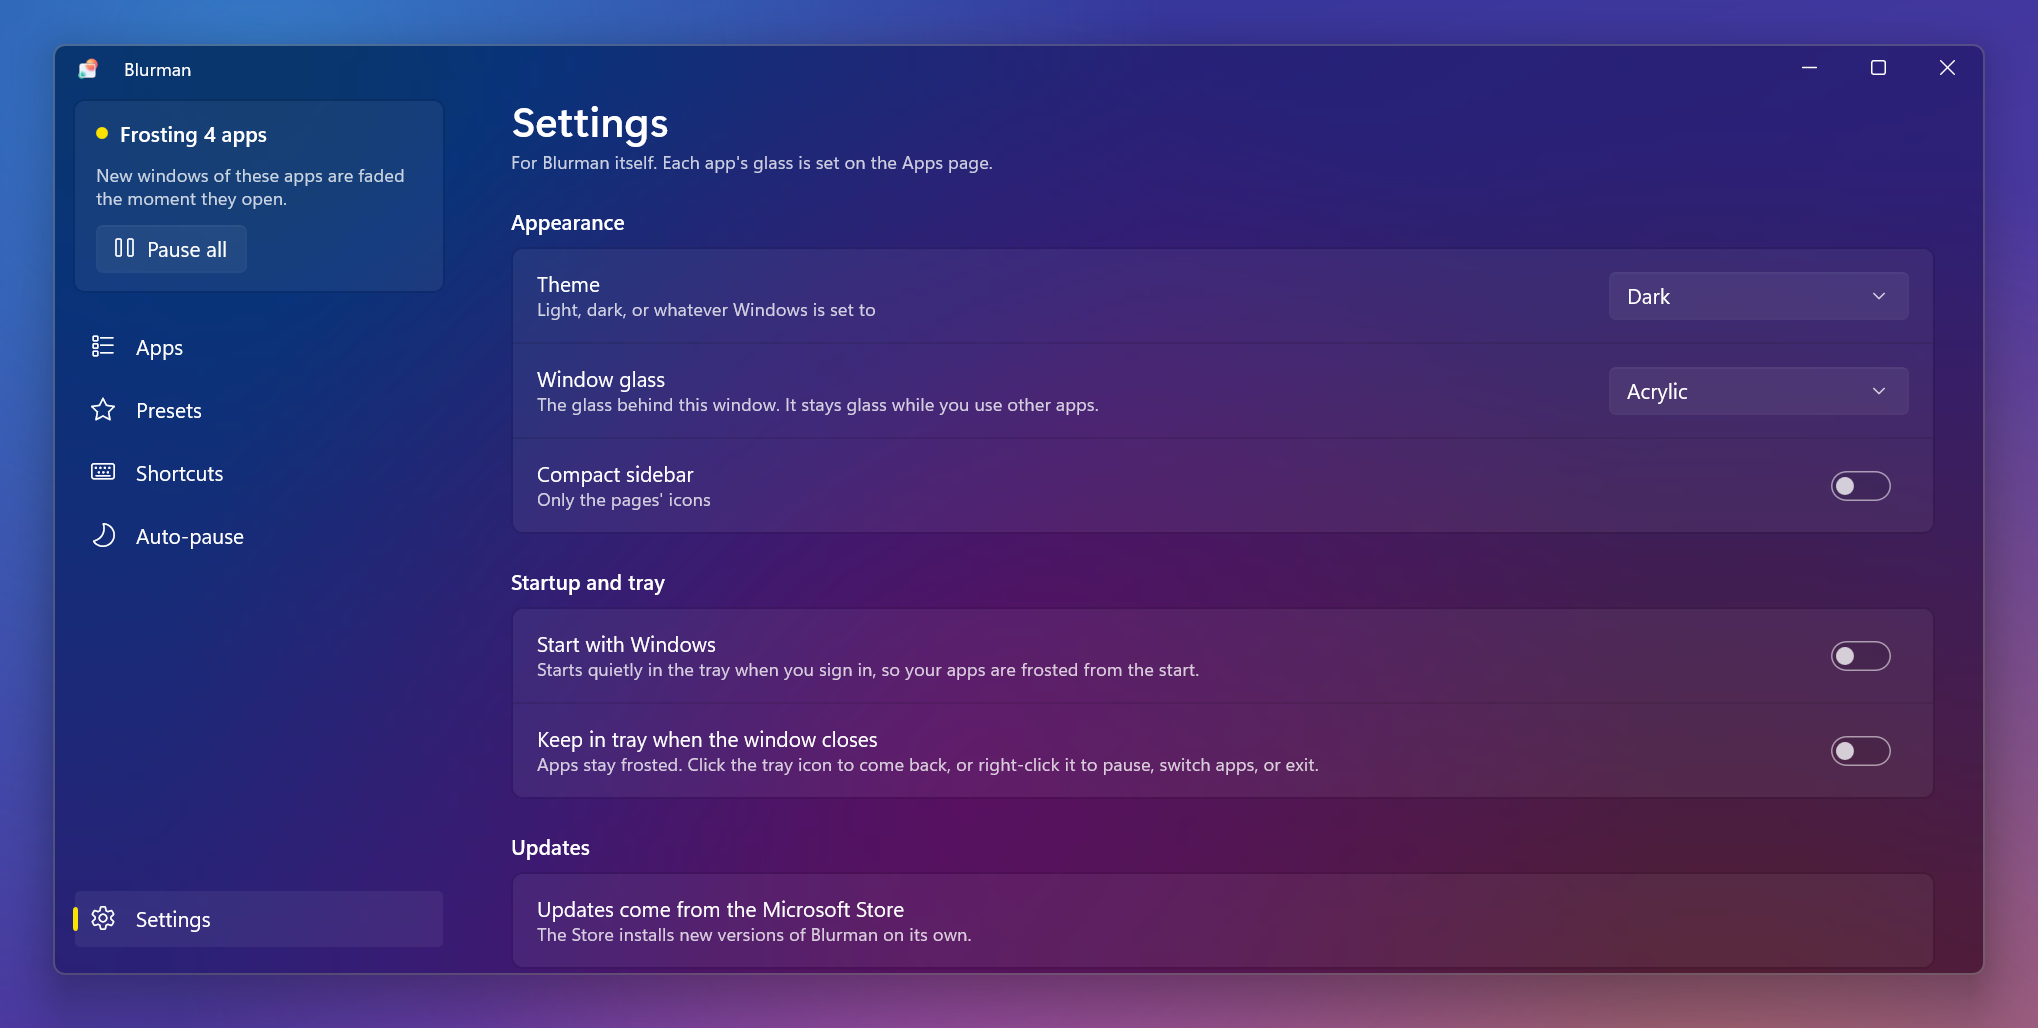 Blurman
Frosting 4 apps
New windows of these apps are faded
the moment they open.
Pause all
Apps
Presets
Shortcuts
Auto-pause
Settings
Settings
For Blurman itself. Each app's glass is set on the Apps page.
Appearance
Theme
Light, dark, or whatever Windows is set to
Dark
Window glass
The glass behind this window. It stays glass while you use other apps.
Acrylic
Compact sidebar
Only the pages' icons
Startup and tray
Start with Windows
Starts quietly in the tray when you sign in, so your apps are frosted from the start.
Keep in tray when the window closes
Apps stay frosted. Click the tray icon to come back, or right-click it to pause, switch apps, or exit.
Updates
Updates come from the Microsoft Store
The Store installs new versions of Blurman on its own.